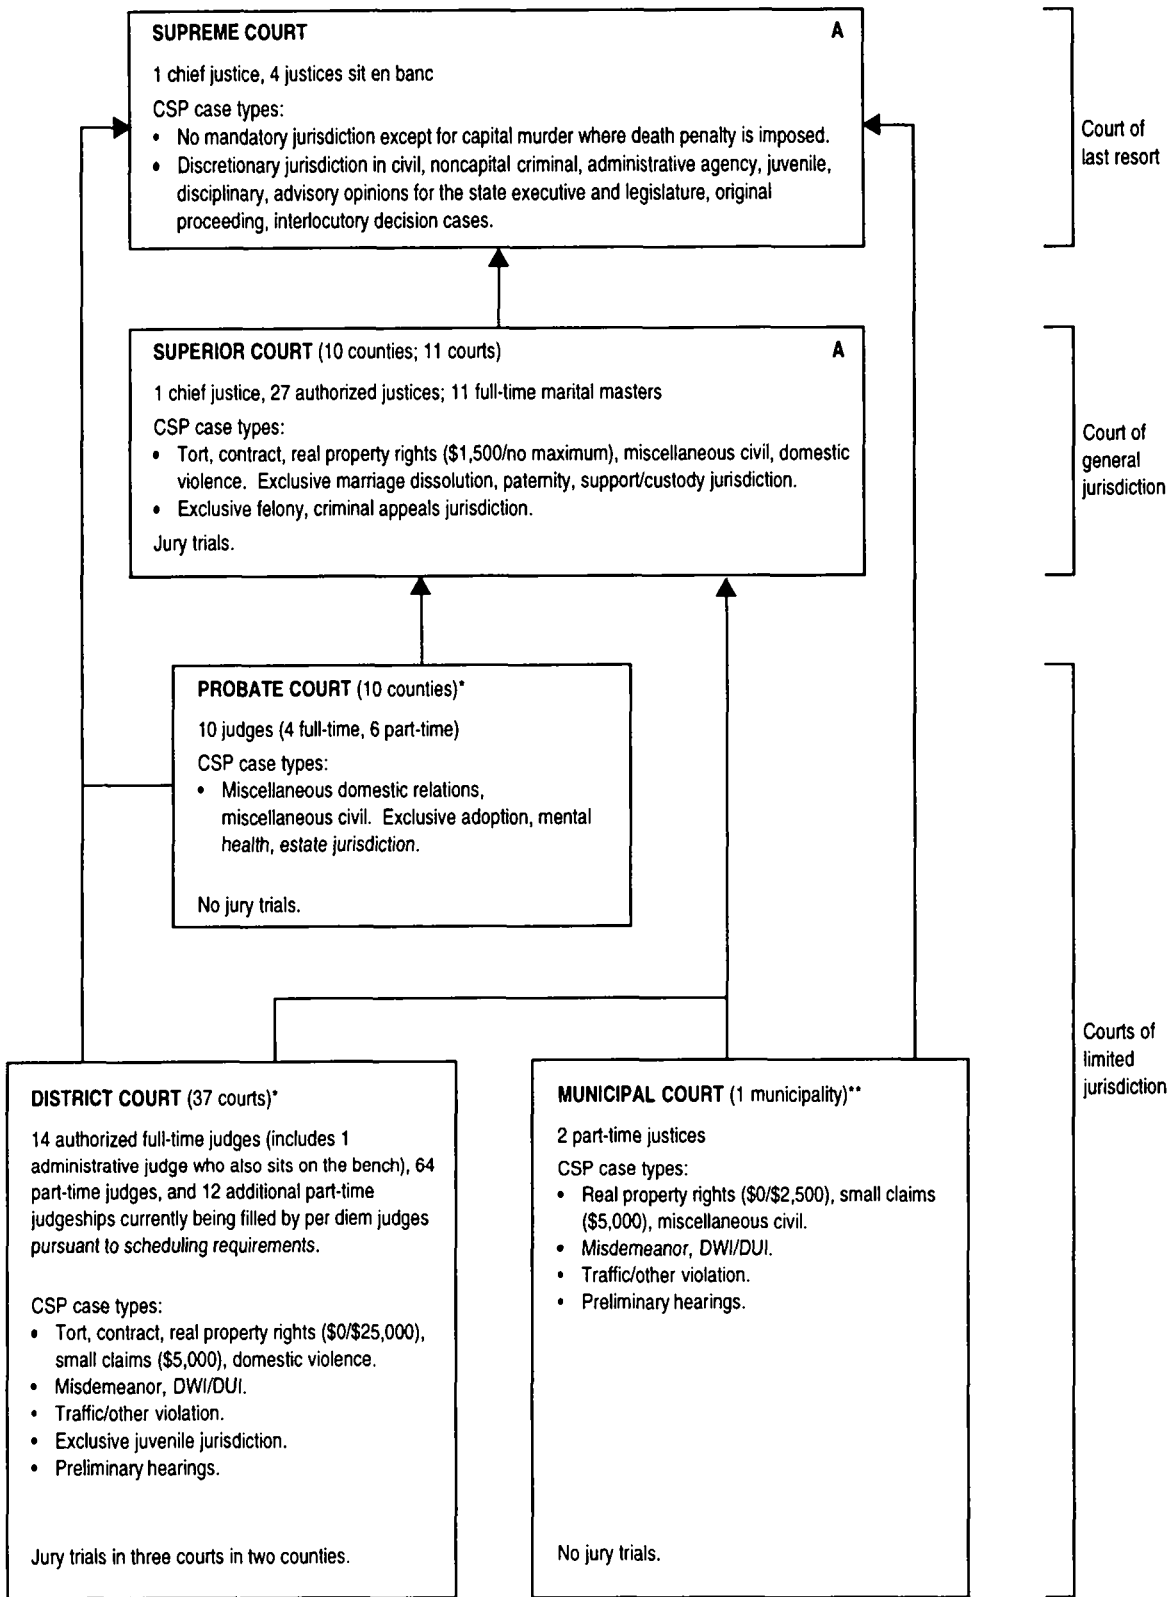 SUPREME COURT A
1 chief justice, 4 justices sit en banc
CSP case types:
• No mandatory jurisdiction except for capital murder where death penalty is imposed.
• Discretionary jurisdiction in civil, noncapital criminal, administrative agency, juvenile,
disciplinary, advisory opinions for the state executive and legislature, original
proceeding, interlocutory decision cases.
Court of
last resort
SUPERIOR COURT (10 counties; 11 courts) A
1 chief justice, 27 authorized justices; 11 full-time marital masters
CSP case types:
• Tort, contract, real property rights ($1,500/no maximum), miscellaneous civil, domestic
violence. Exclusive marriage dissolution, paternity, support/custody jurisdiction.
• Exclusive felony, criminal appeals jurisdiction.
Jury trials.
Court of
general
jurisdiction
PROBATE COURT (10 counties)*
10 judges (4 full-time, 6 part-time)
CSP case types:
• Miscellaneous domestic relations,
miscellaneous civil. Exclusive adoption, mental
health, estate jurisdiction.
No jury trials.
Courts of
limited
jurisdiction
DISTRICT COURT (37 courts)*
14 authorized full-time judges (includes 1
administrative judge who also sits on the bench), 64
part-time judges, and 12 additional part-time
judgeships currently being filled by per diem judges
pursuant to scheduling requirements.
CSP case types:
• Tort, contract, real property rights ($0/$25,000),
small claims ($5,000), domestic violence.
• Misdemeanor, DWI/DUI.
• Traffic/other violation.
• Exclusive juvenile jurisdiction.
• Preliminary hearings.
Jury trials in three courts in two counties.
MUNICIPAL COURT (1 municipality)**
2 part-time justices
CSP case types:
• Real property rights ($0/$2,500), small claims
($5,000), miscellaneous civil.
• Misdemeanor, DWI/DUI.
• Traffic/other violation.
• Preliminary hearings.
No jury trials.